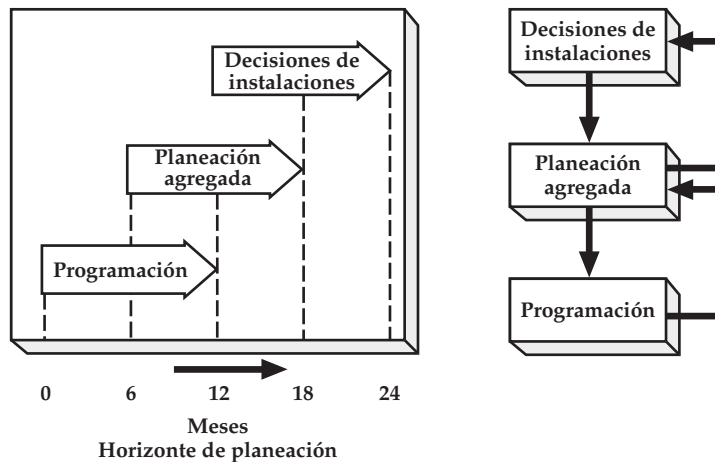 Decisiones de
instalaciones
Planeación
agregada
Programación
0 6 12 18 24
Meses
Horizonte de planeación
Decisiones de
instalaciones
Planeación
agregada
Programación